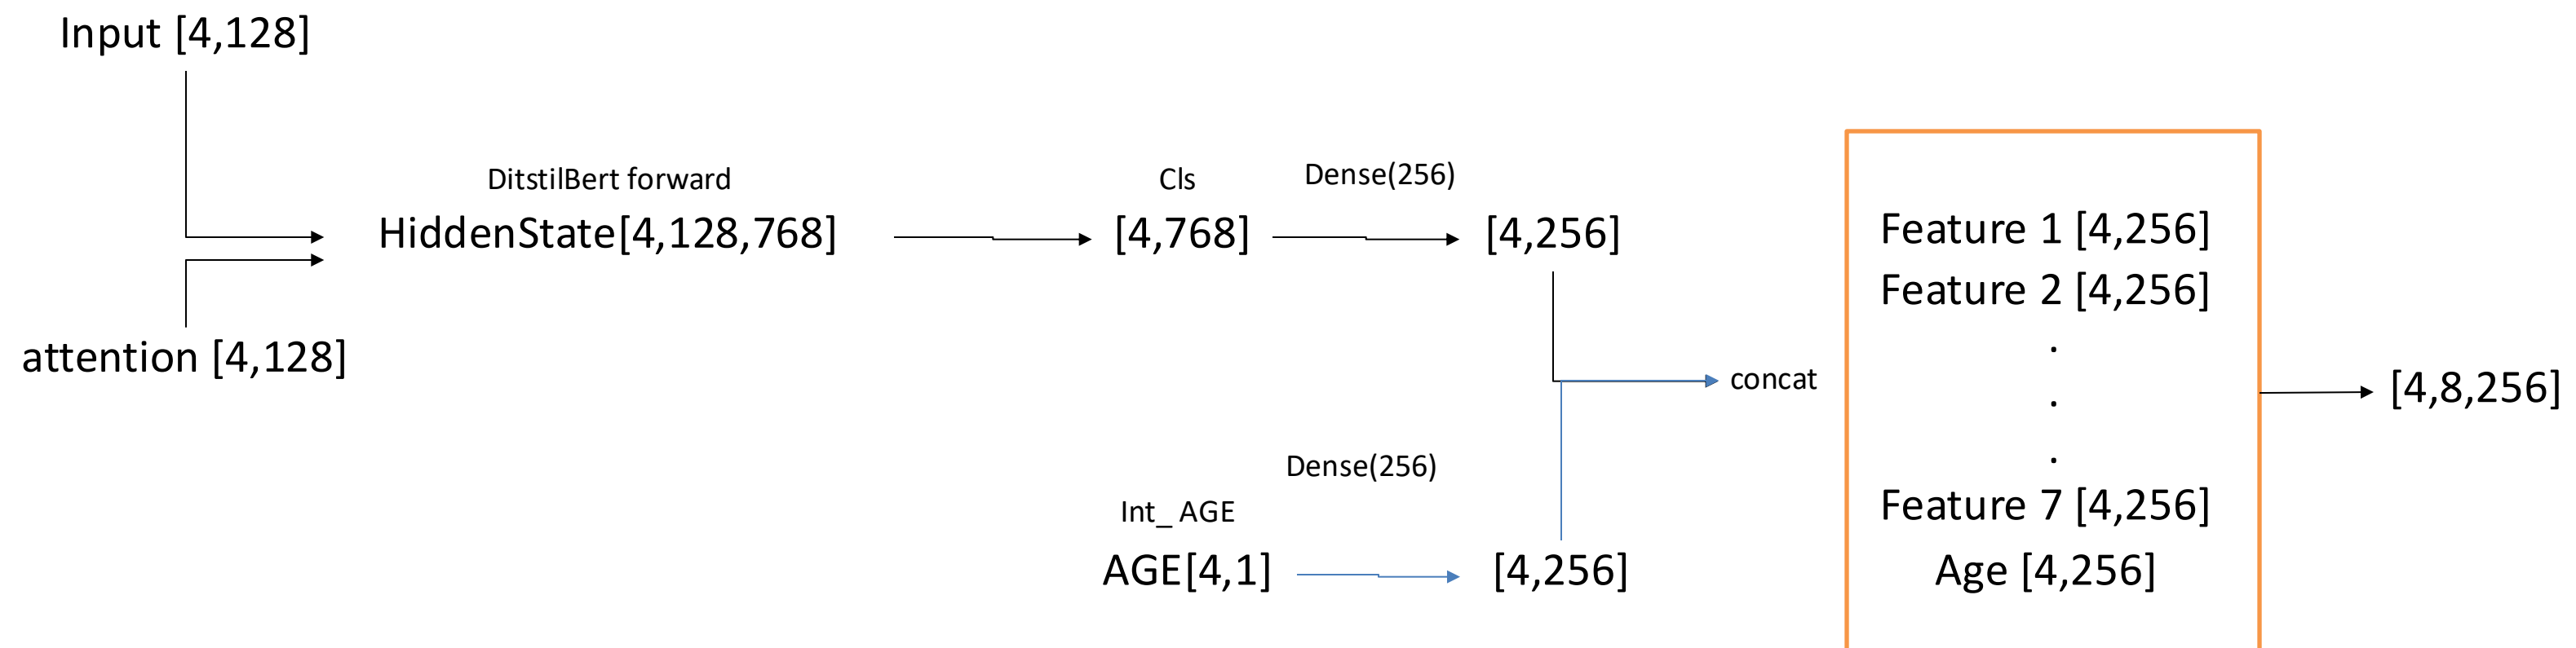 Input [4,128]
DitstilBert forward
HiddenState[4,128,768]
attention [4,128]
Cls
[4,768]
Dense(256)
[4,256]
concat
Dense(256)
Int_ AGE
AGE[4,1]
[4,256]
Feature 1 [4,256]
Feature 2 [4,256]
.
.
.
Feature 7 [4,256]
Age [4,256]
[4,8,256]